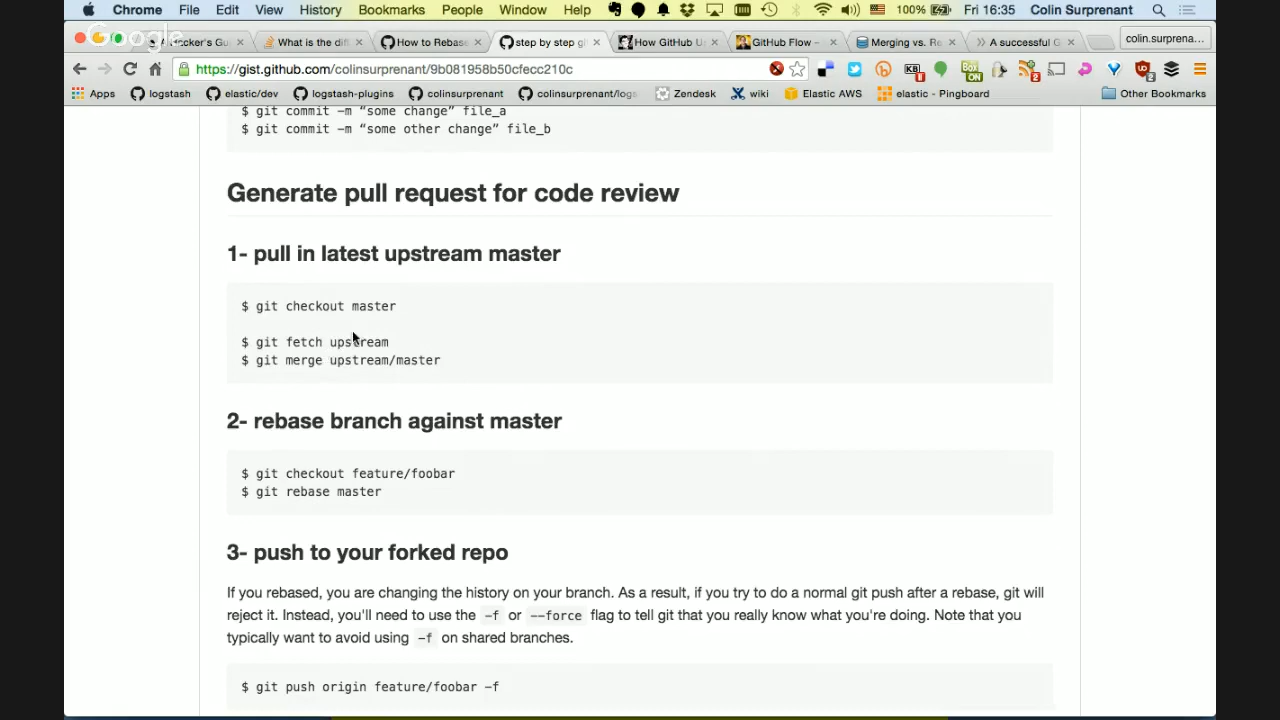 Chrome File Edit View History Bookmarks People Window Help 100% Fri 16:35 Colin Surprenant
Google
cker's Gu × What is the dif × How to Rebase × step by step gi × How GitHub U × GitHub Flow – × Merging vs. Re × A successful G × colin.surprena...
https://gist.github.com/colinsurprenant/9b081958b50cfecc210c
Apps logstash elastic/dev logstash-plugins colinsurprenant colinsurprenant/logs Zendesk wiki Elastic AWS elastic - Pingboard Other Bookmarks
$ git commit -m “some change” file_a
$ git commit -m “some other change” file_b
Generate pull request for code review
1- pull in latest upstream master
$ git checkout master
$ git fetch upstream
$ git merge upstream/master
2- rebase branch against master
$ git checkout feature/foobar
$ git rebase master
3- push to your forked repo
If you rebased, you are changing the history on your branch. As a result, if you try to do a normal git push after a rebase, git will
reject it. Instead, you'll need to use the -f or --force flag to tell git that you really know what you're doing. Note that you
typically want to avoid using -f on shared branches.
$ git push origin feature/foobar -f